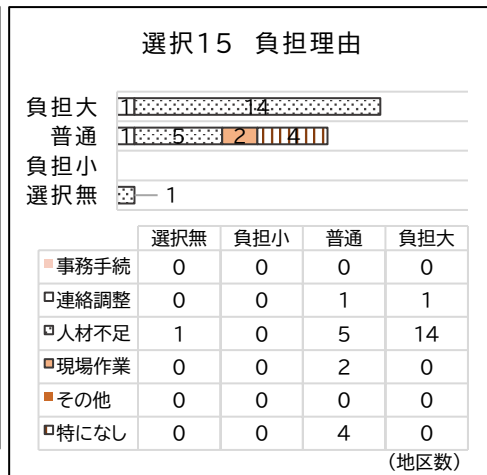 選択15 負担理由
負担大 1 14
普通 1 5 2 4
負担小
選択無 1
選択無 負担小 普通 負担大
事務手続 0 0 0 0
連絡調整 0 0 1 1
人材不足 1 0 5 14
現場作業 0 0 2 0
その他 0 0 0 0
特になし 0 0 4 0
(地区数)